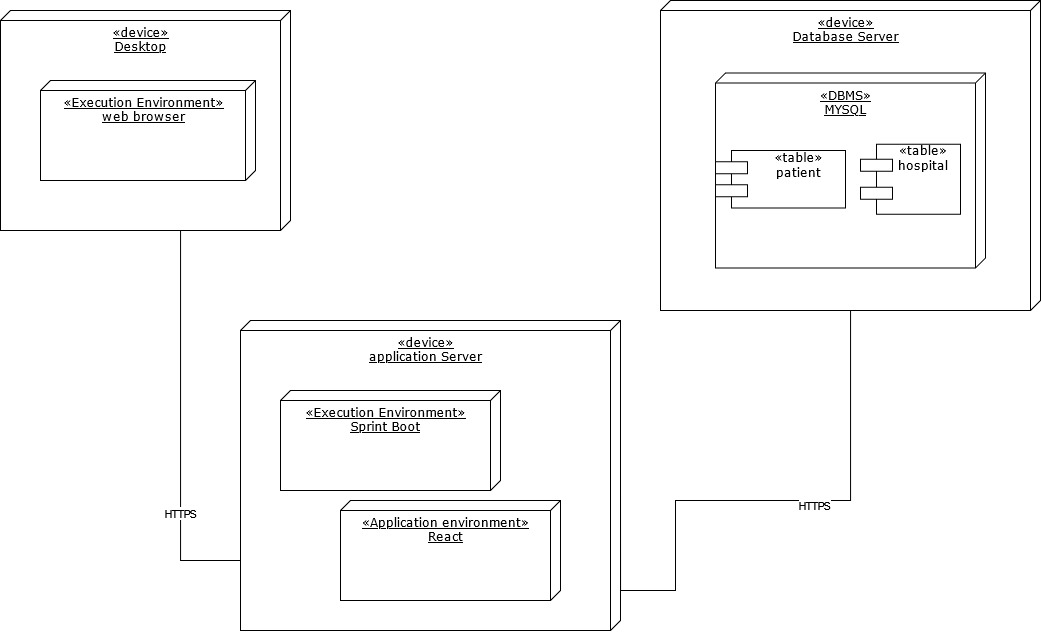 «device»
Desktop
«Execution Environment»
web browser
«device»
Database Server
«DBMS»
MYSQL
«table»
patient
«table»
hospital
«device»
application Server
«Execution Environment»
Sprint Boot
«Application environment»
React
HTTPS
HTTPS